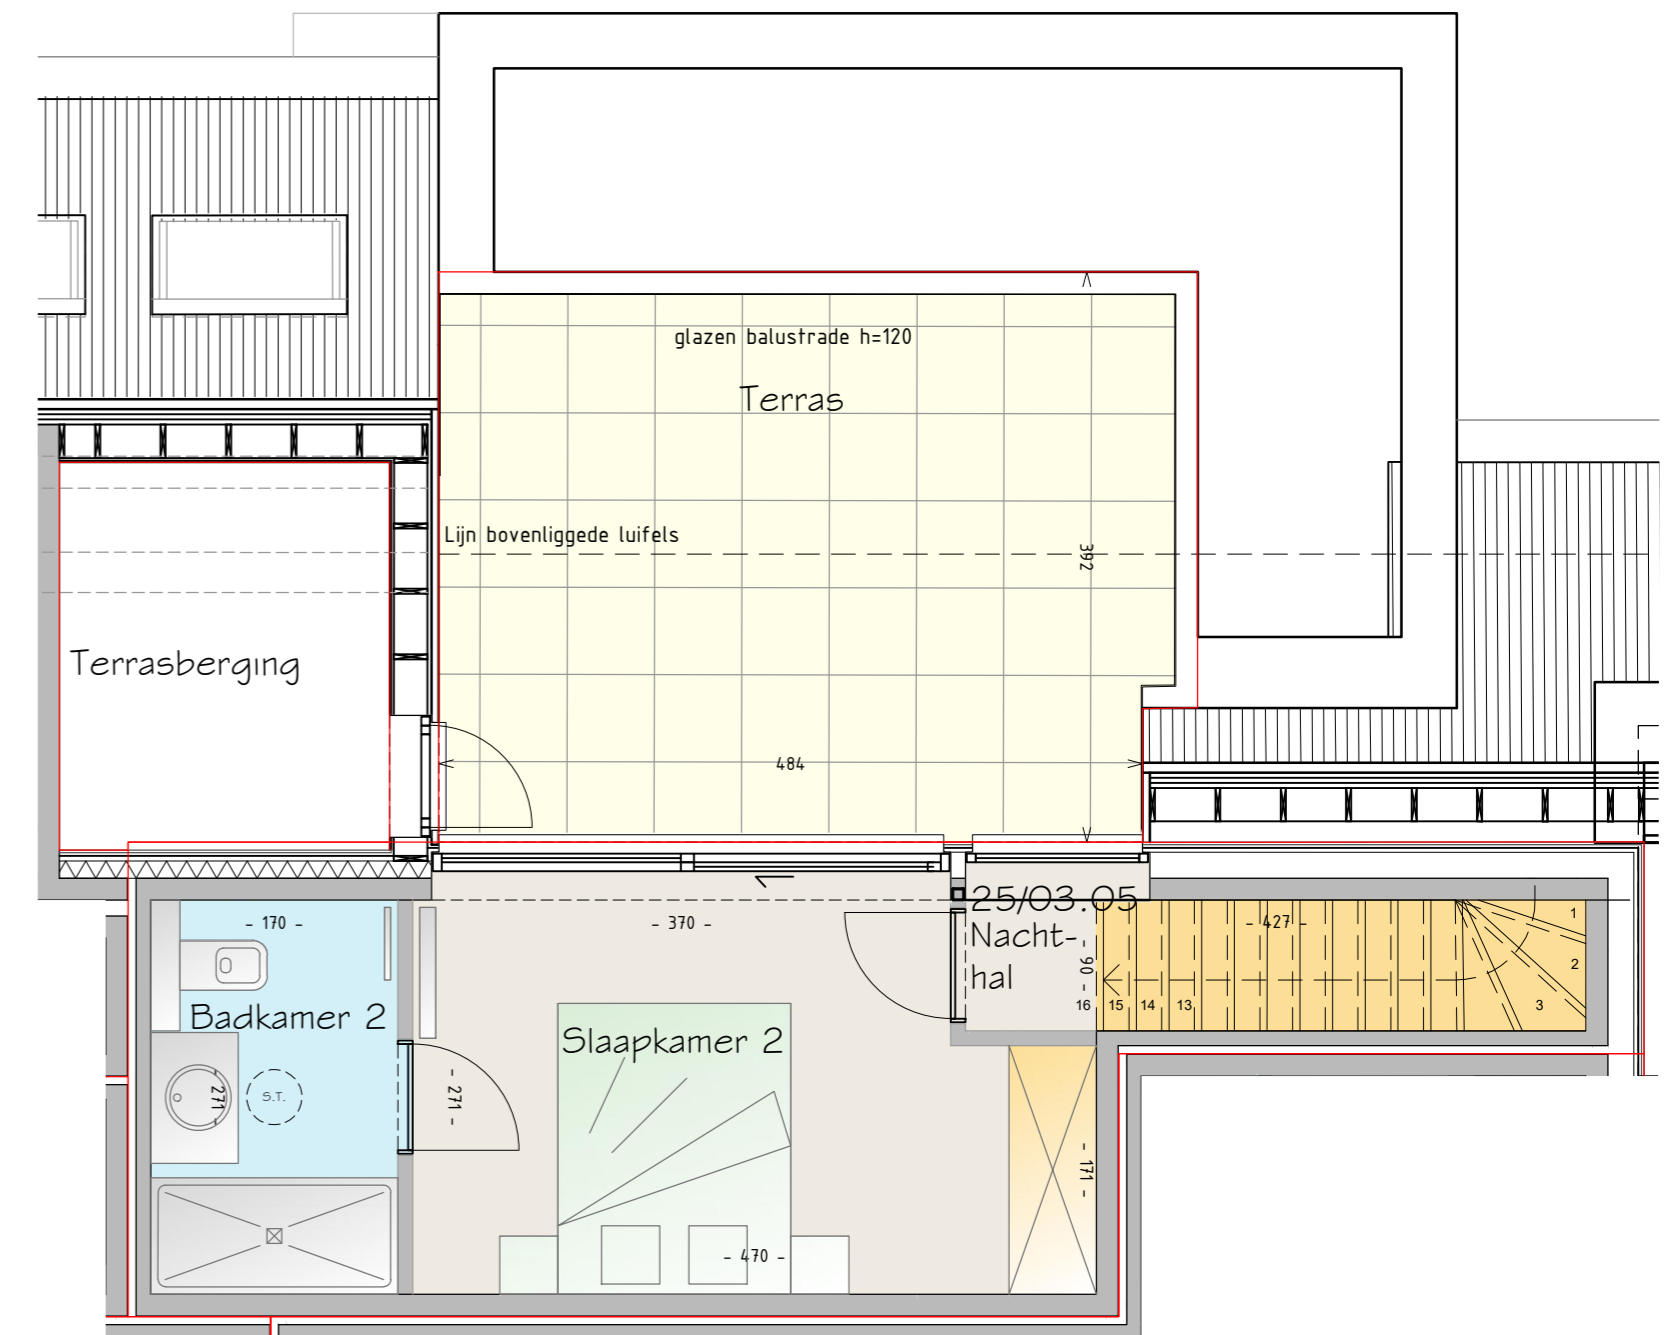 glazen balustrade h=120
Terras
Lijn bovenliggede luifels
392
Terrasberging
484
25/03.05
Nacht-
hal
- 170 -
- 370 -
- 427 -
- 90 -
1
2
3
16 15 14 13
Badkamer 2
Slaapkamer 2
- 271 -
S.T.
- 271 -
- 171 -
- 470 -